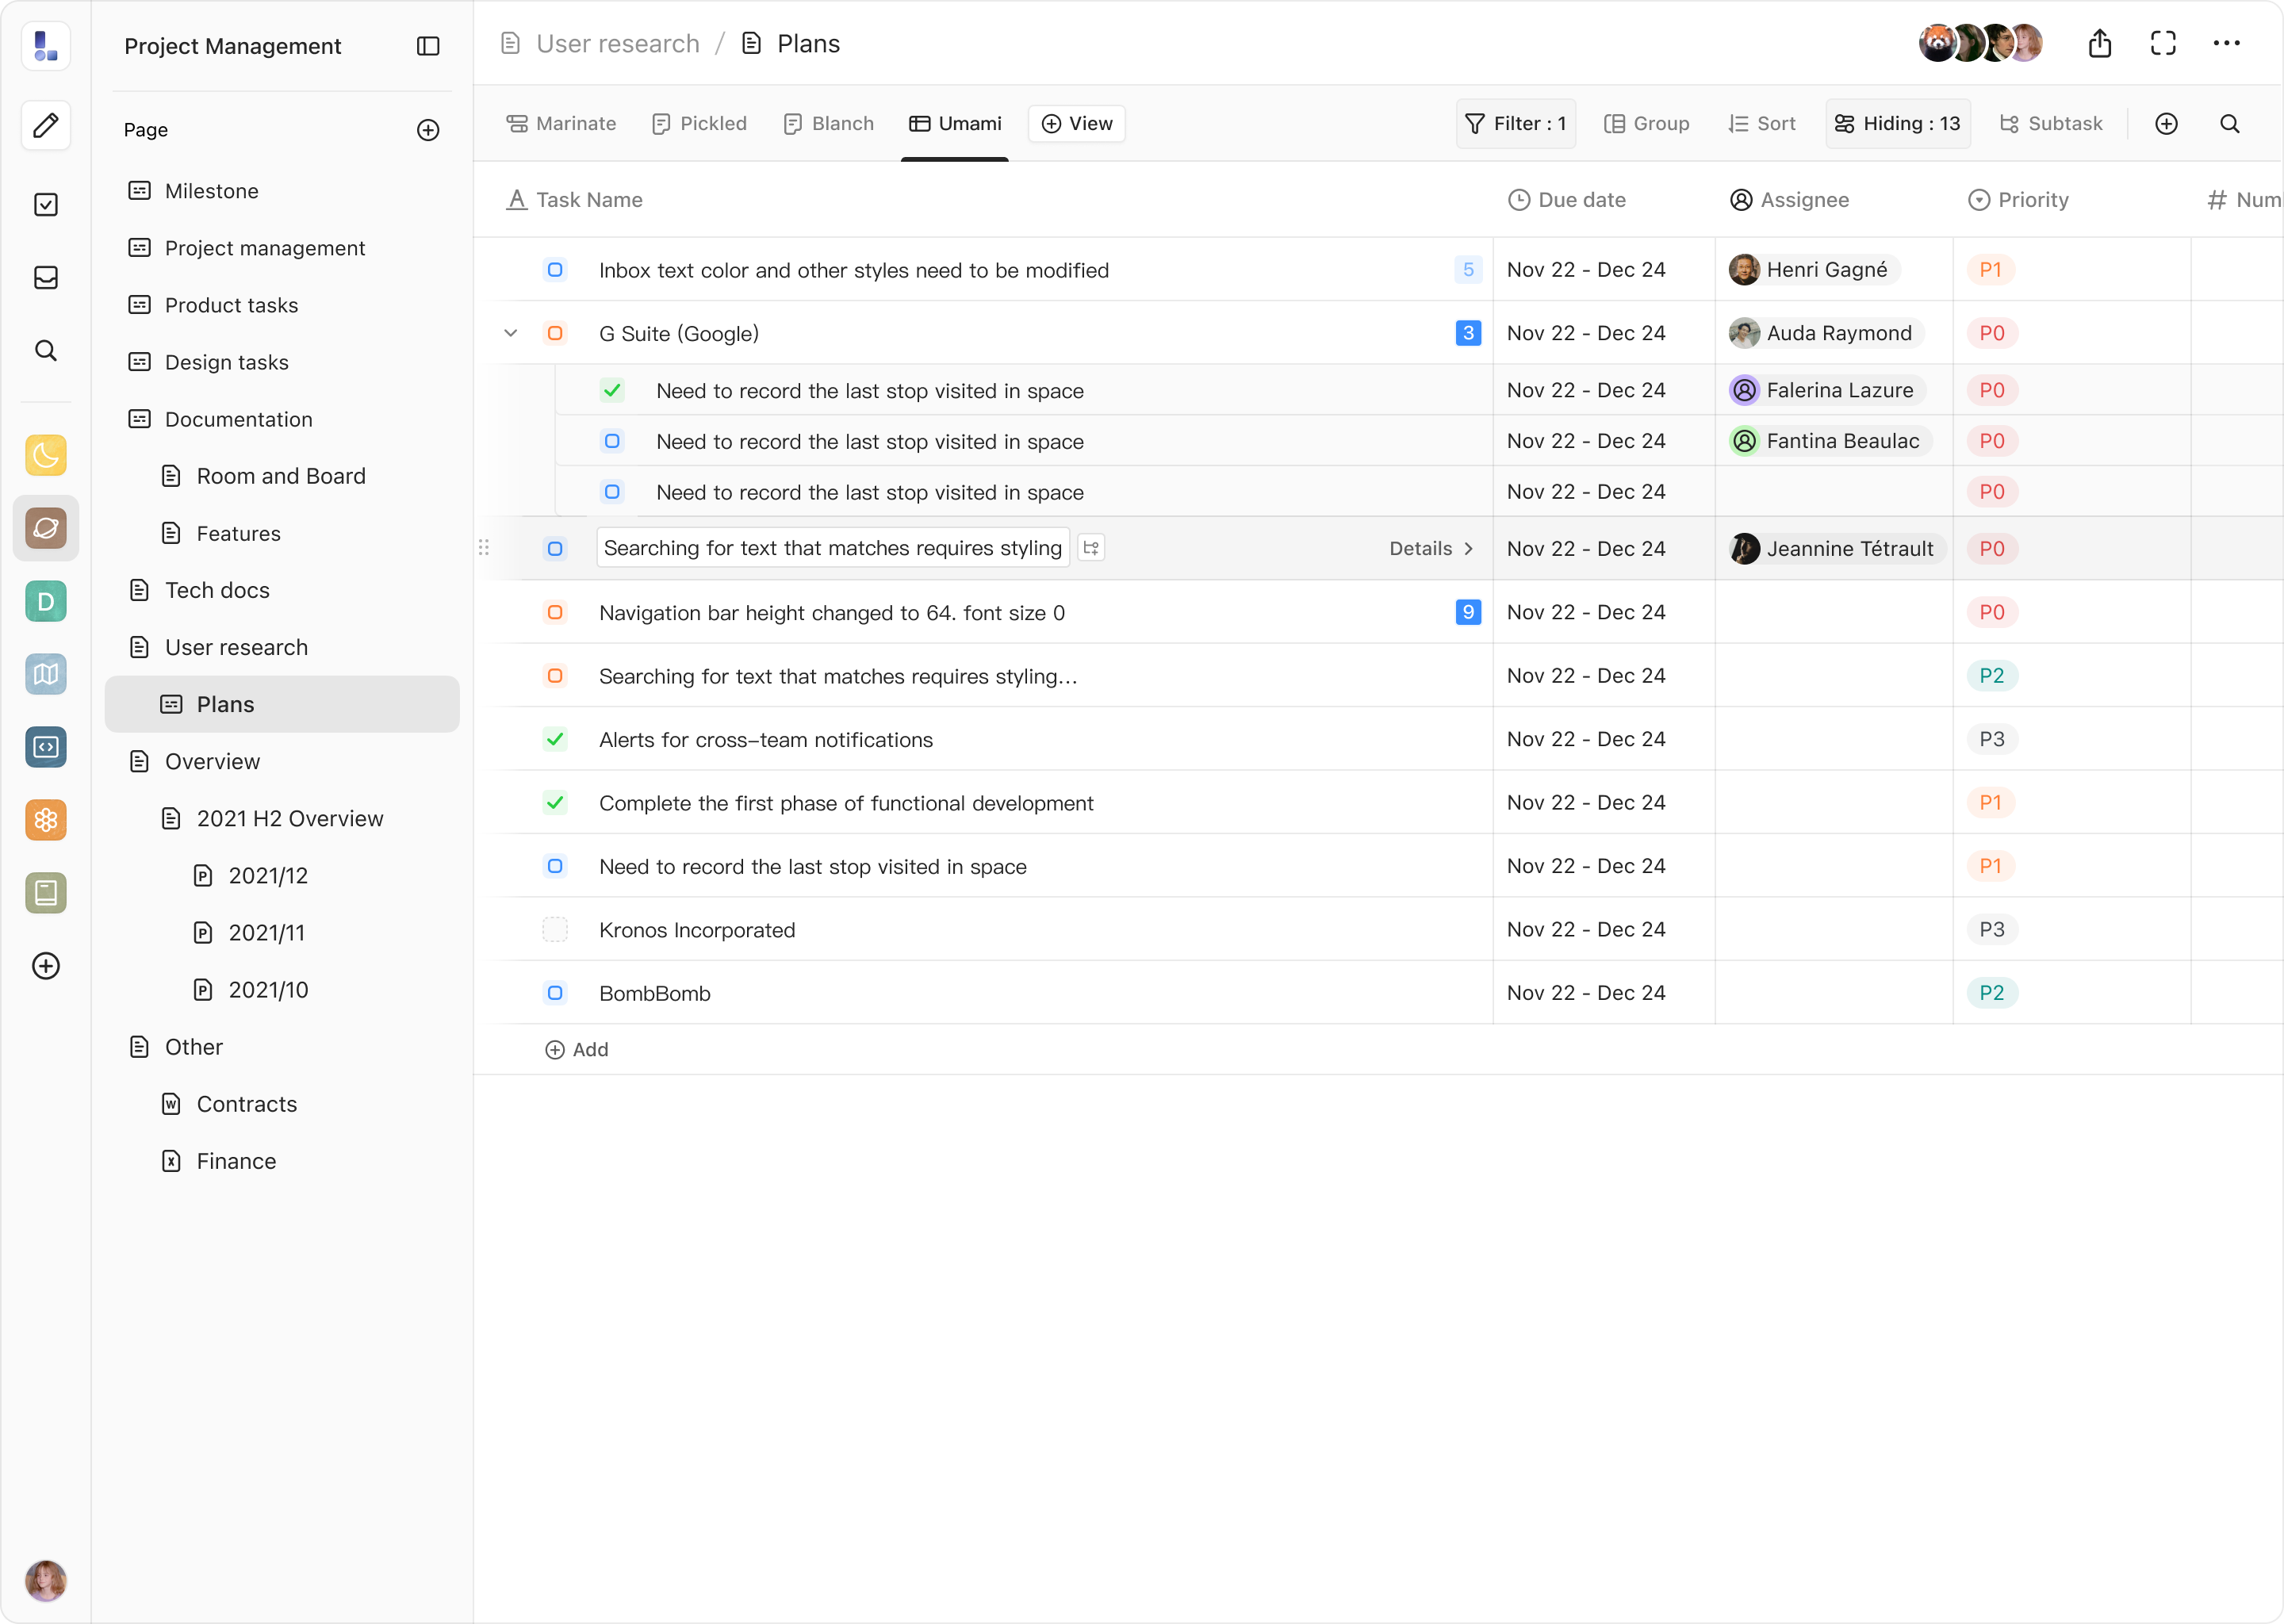 Project Management
Page
Milestone
Project management
Product tasks
Design tasks
Documentation
Room and Board
Features
Tech docs
User research
Plans
Overview
2021 H2 Overview
2021/12
2021/11
2021/10
Other
Contracts
Finance
D
User research / Plans
Marinate Pickled Blanch Umami View Filter : 1 Group Sort Hiding : 13 Subtask
Task Name Due date Assignee Priority # Num
Inbox text color and other styles need to be modified 5 Nov 22 - Dec 24 Henri Gagné P1
G Suite (Google) 3 Nov 22 - Dec 24 Auda Raymond P0
Need to record the last stop visited in space Nov 22 - Dec 24 Falerina Lazure P0
Need to record the last stop visited in space Nov 22 - Dec 24 Fantina Beaulac P0
Need to record the last stop visited in space Nov 22 - Dec 24 P0
Searching for text that matches requires styling Details Nov 22 - Dec 24 Jeannine Tétrault P0
Navigation bar height changed to 64. font size 0 9 Nov 22 - Dec 24 P0
Searching for text that matches requires styling... Nov 22 - Dec 24 P2
Alerts for cross-team notifications Nov 22 - Dec 24 P3
Complete the first phase of functional development Nov 22 - Dec 24 P1
Need to record the last stop visited in space Nov 22 - Dec 24 P1
Kronos Incorporated Nov 22 - Dec 24 P3
BombBomb Nov 22 - Dec 24 P2
Add